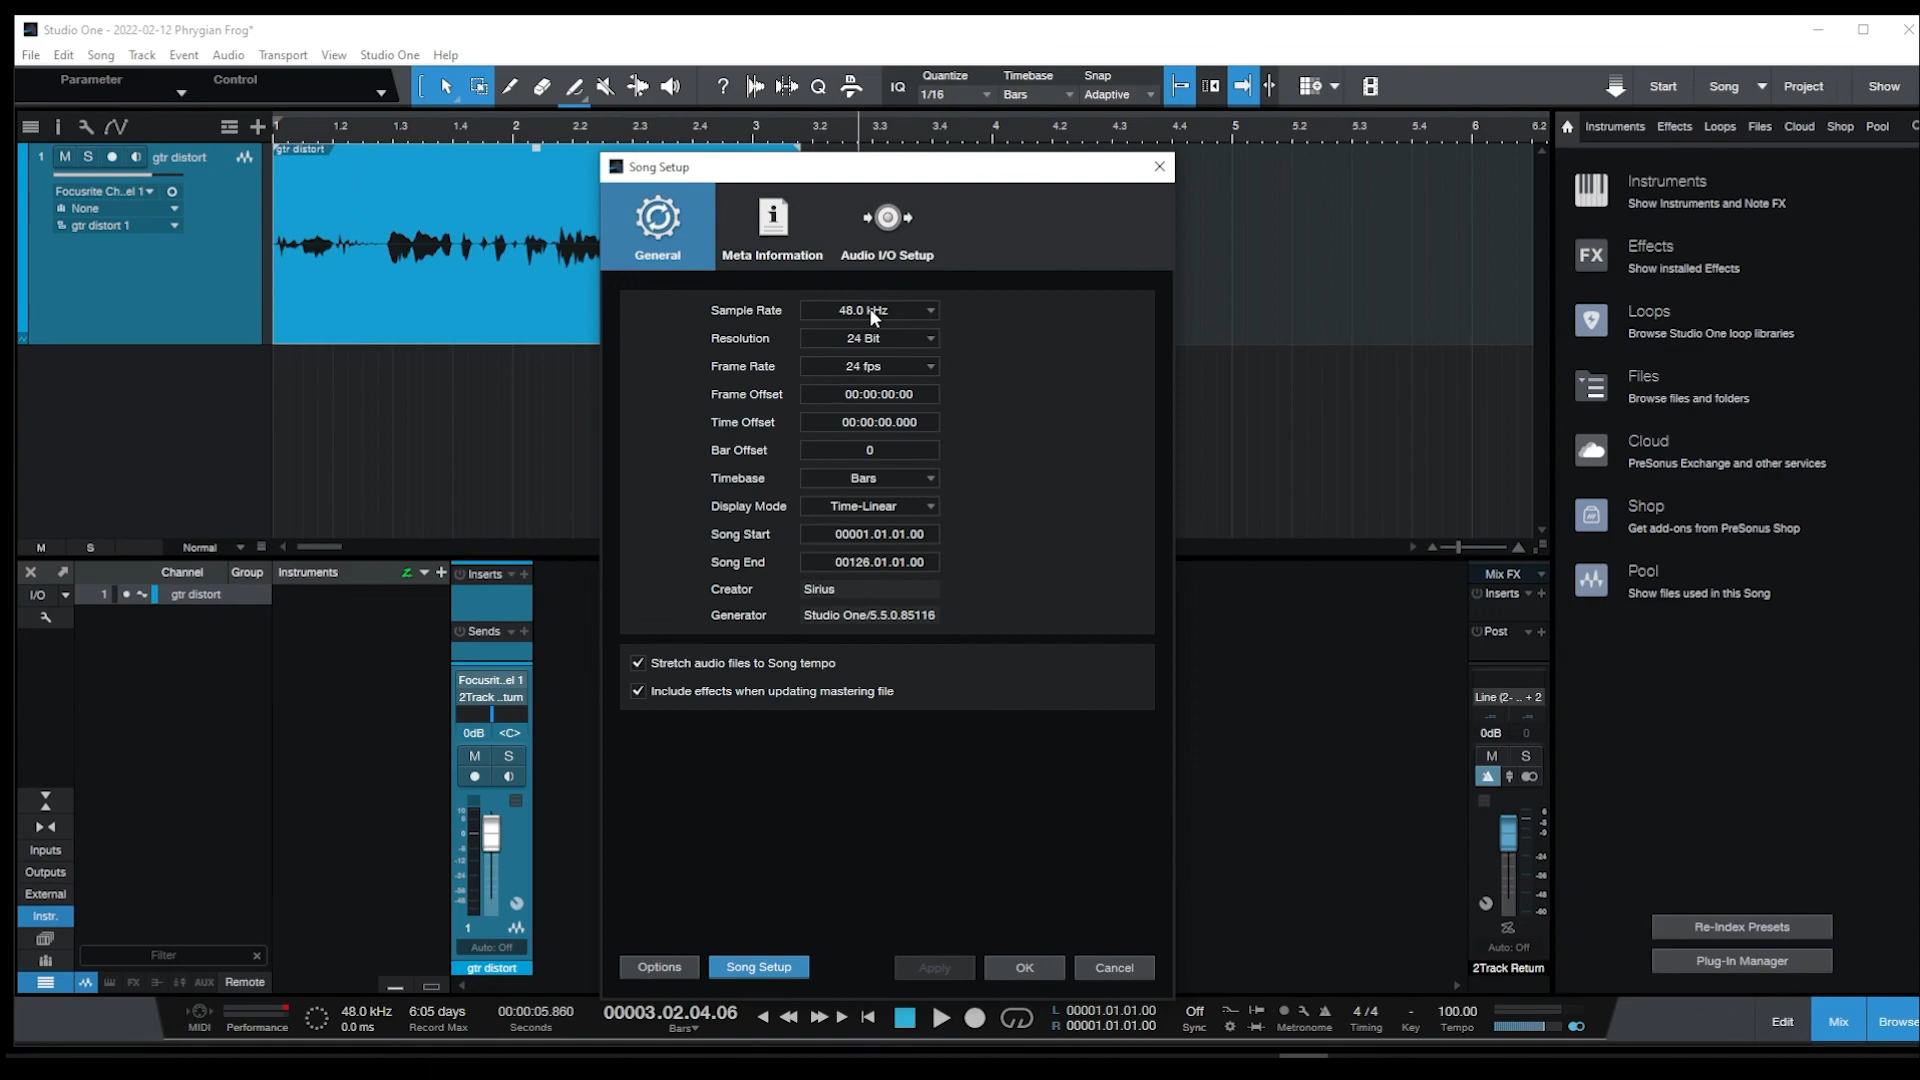 Studio One - 2022-02-12 Phrygian Frog*
File Edit Song Track Event Audio Transport View Studio One Help
Parameter Control
? IQ Quantize 1/16 Timebase Bars Snap Adaptive Start Song Project Show
1 1.2 1.3 1.4 2 2.2 2.3 2.4 3 3.2 3.3 3.4 4 4.2 4.3 4.4 5 5.2 5.3 5.4 6 6.2
Instruments Effects Loops Files Cloud Shop Pool
1 M S gtr distort
gtr distort
Focusrite Ch..el 1
None
gtr distort 1
Song Setup
General
Meta Information
Audio I/O Setup
Sample Rate 48.0 kHz
Resolution 24 Bit
Frame Rate 24 fps
Frame Offset 00:00:00:00
Time Offset 00:00:00.000
Bar Offset 0
Timebase Bars
Display Mode Time-Linear
Song Start 00001.01.01.00
Song End 00126.01.01.00
Creator Sirius
Generator Studio One/5.5.0.85116
Stretch audio files to Song tempo
Include effects when updating mastering file
Options Song Setup Apply OK Cancel
Instruments
Show Instruments and Note FX
FX
Effects
Show installed Effects
Loops
Browse Studio One loop libraries
Files
Browse files and folders
Cloud
PreSonus Exchange and other services
Shop
Get add-ons from PreSonus Shop
Pool
Show files used in this Song
Re-Index Presets
Plug-In Manager
M S Normal
Channel Group Instruments Z Inserts
I/O 1 gtr distort
Sends
Focusrit..el 1
2Track ..turn
0dB <C>
M S
1
Auto: Off
gtr distort
Inputs
Outputs
External
Instr.
Filter
FX AUX Remote
Mix FX
Inserts
Post
Line (2- .. + 2
0dB 0
M S
Auto: Off
2Track Return
MIDI
Performance
48.0 kHz
0.0 ms
6:05 days
Record Max
00:00:05.860
Seconds
00003.02.04.06
Bars
L 00001.01.01.00
R 00001.01.01.00
Off
Sync
Metronome
4 / 4
Timing
-
Key
100.00
Tempo
Edit Mix Browse